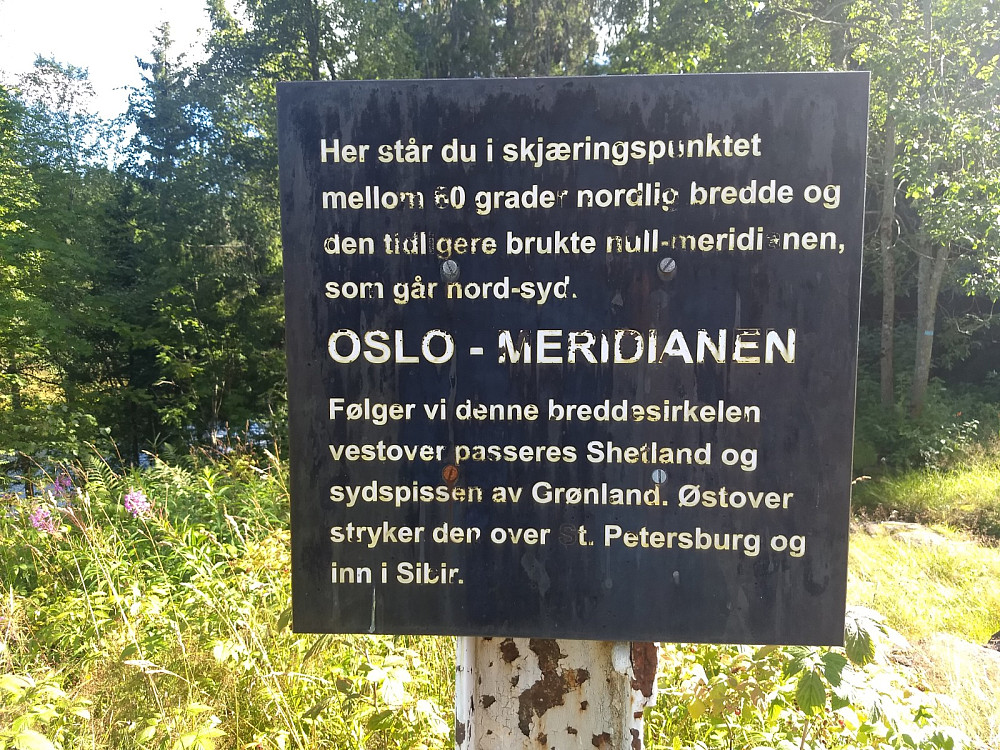 Her står du i skjæringspunktet
mellom 60 grader nordlig bredde og
den tidligere brukte null-meridianen,
som går nord-syd.
OSLO - MERIDIANEN
Følger vi denne breddesirkelen
vestover passeres Shetland og
sydspissen av Grønland. Østover
stryker den over St. Petersburg og
inn i Sibir.